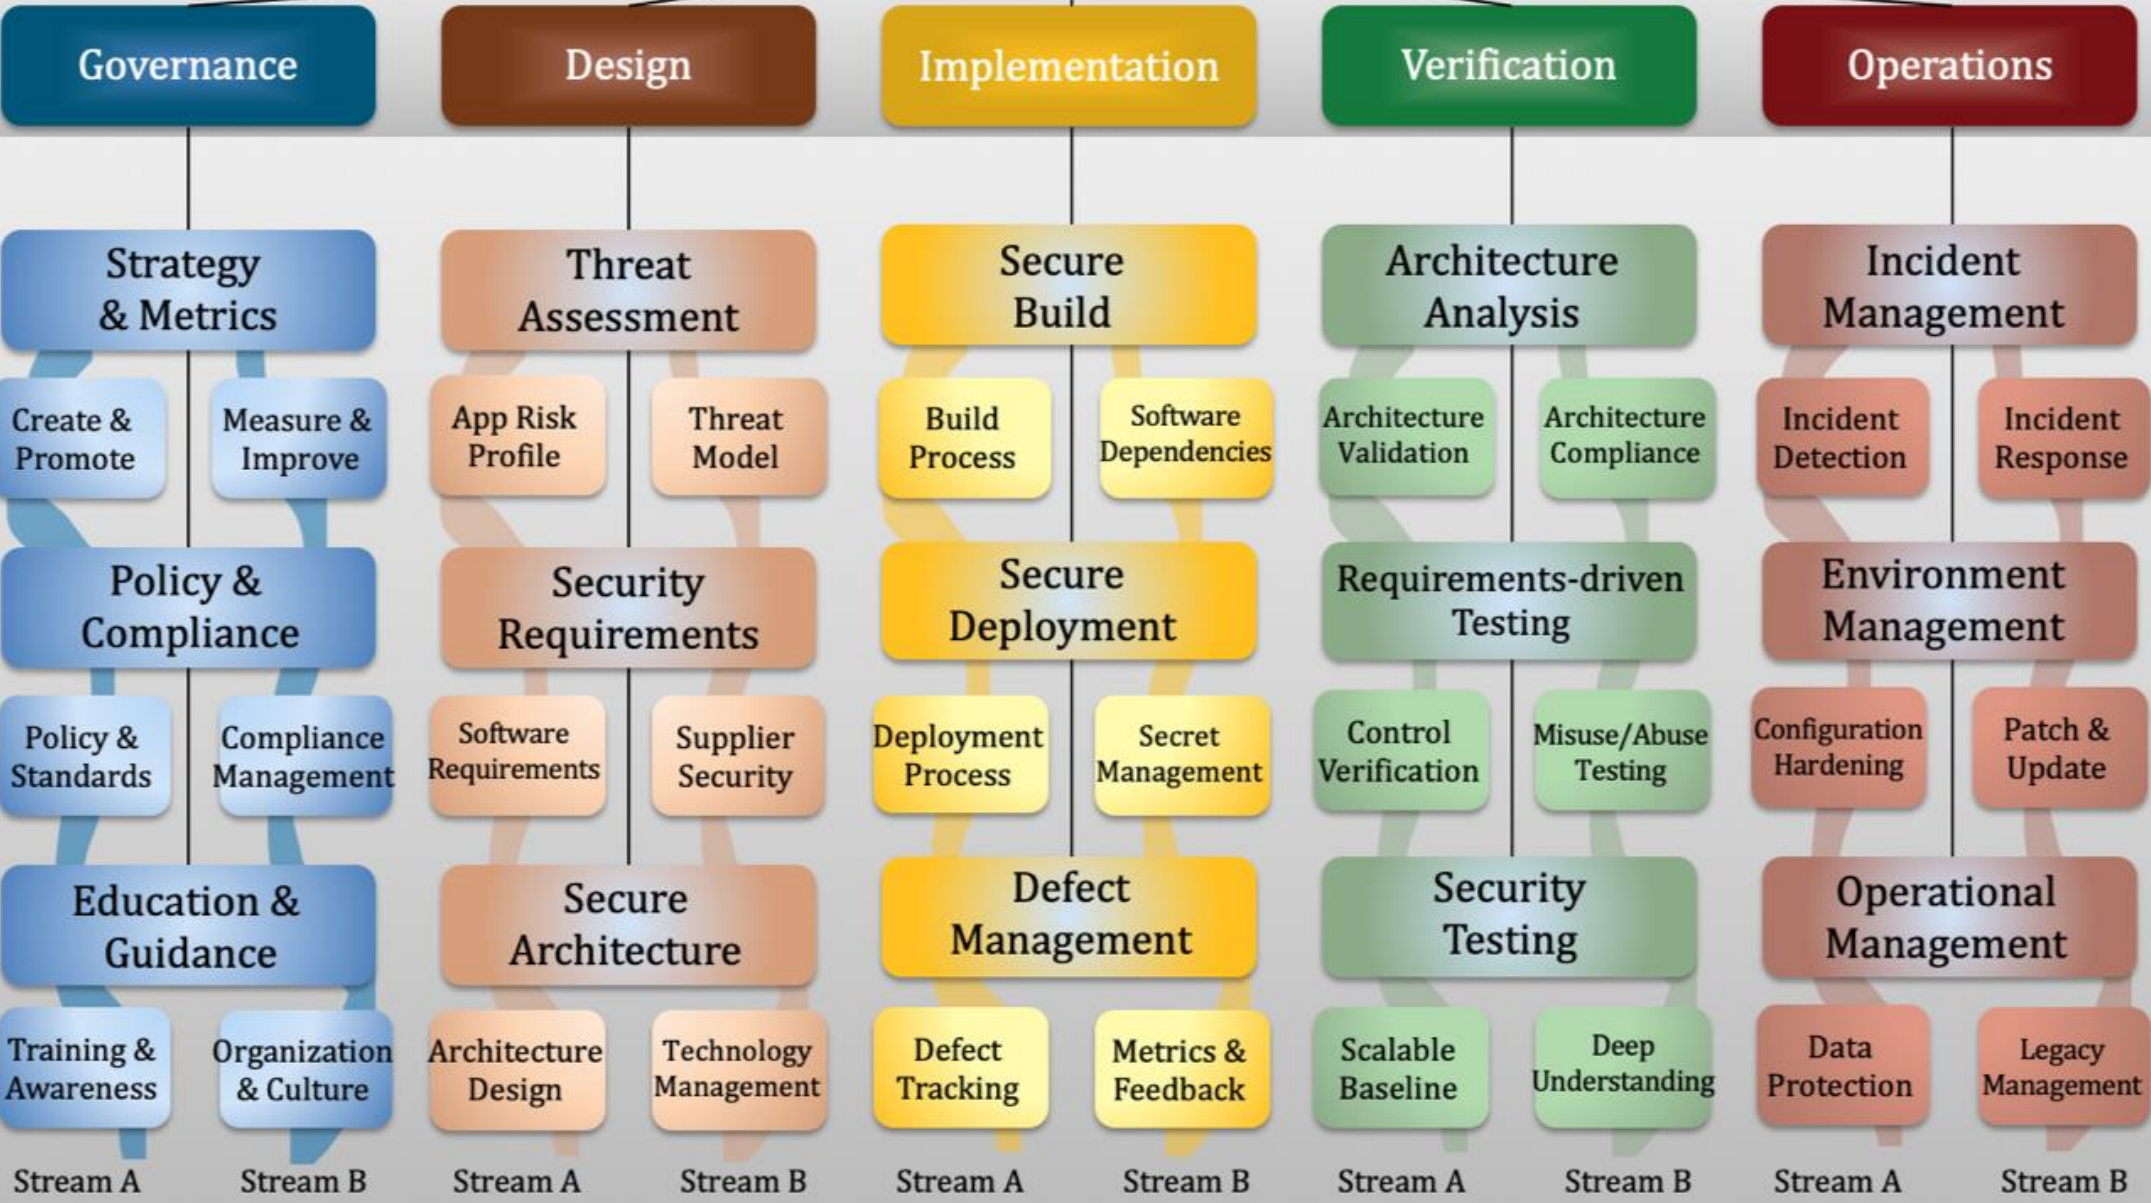 Governance
Design
Implementation
Verification
Operations
Strategy
& Metrics
Threat
Assessment
Secure
Build
Architecture
Analysis
Incident
Management
Create &
Promote
Measure &
Improve
App Risk
Profile
Threat
Model
Build
Process
Software
Dependencies
Architecture
Validation
Architecture
Compliance
Incident
Detection
Incident
Response
Policy &
Compliance
Security
Requirements
Secure
Deployment
Requirements-driven
Testing
Environment
Management
Policy &
Standards
Compliance
Management
Software
Requirements
Supplier
Security
Deployment
Process
Secret
Management
Control
Verification
Misuse/Abuse
Testing
Configuration
Hardening
Patch &
Update
Education &
Guidance
Secure
Architecture
Defect
Management
Security
Testing
Operational
Management
Training &
Awareness
Organization
& Culture
Architecture
Design
Technology
Management
Defect
Tracking
Metrics &
Feedback
Scalable
Baseline
Deep
Understanding
Data
Protection
Legacy
Management
Stream A
Stream B
Stream A
Stream B
Stream A
Stream B
Stream A
Stream B
Stream A
Stream B